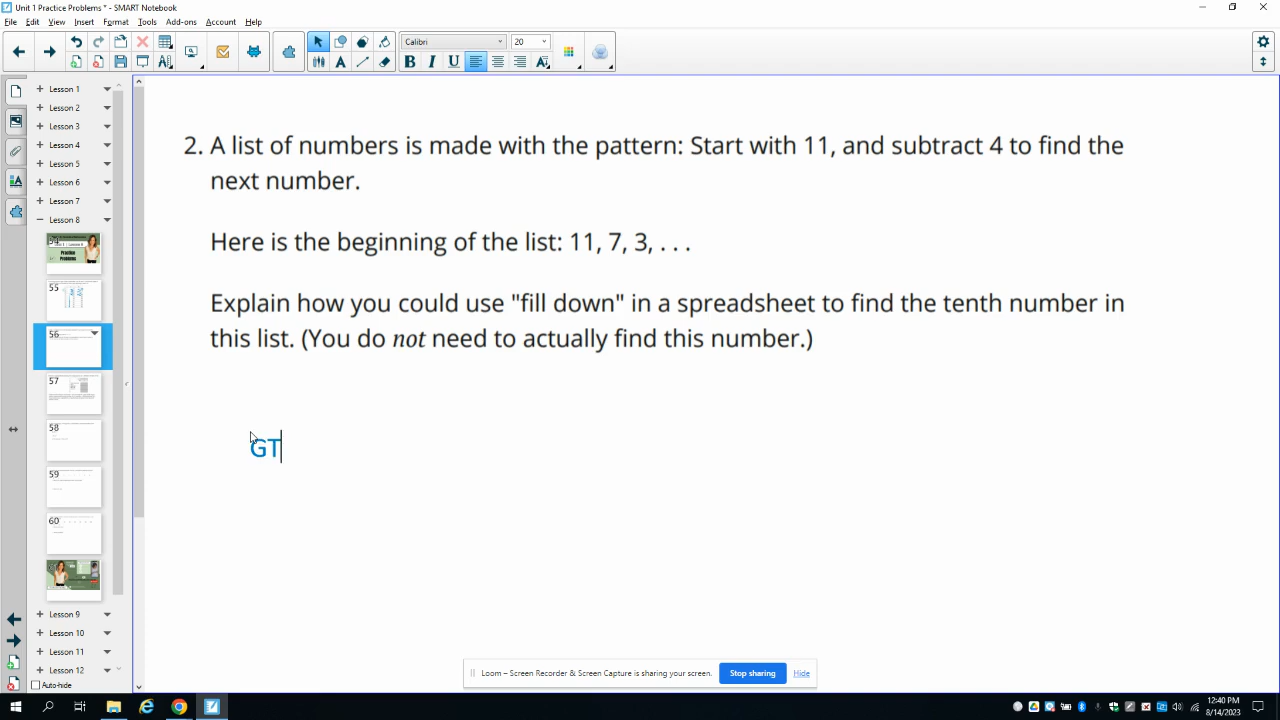 Unit 1 Practice Problems * - SMART Notebook
File Edit View Insert Format Tools Add-ons Account Help
Calibri 20
B I U
Lesson 1
Lesson 2
Lesson 3
Lesson 4
Lesson 5
Lesson 6
Lesson 7
Lesson 8
54
Practice
Problems
55
56
57
58
59
60
Lesson 9
Lesson 10
Lesson 11
Lesson 12
Auto-hide
2. A list of numbers is made with the pattern: Start with 11, and subtract 4 to find the
next number.
Here is the beginning of the list: 11, 7, 3, . . .
Explain how you could use "fill down" in a spreadsheet to find the tenth number in
this list. (You do not need to actually find this number.)
GT
Loom – Screen Recorder & Screen Capture is sharing your screen. Stop sharing Hide
12:40 PM
8/14/2023